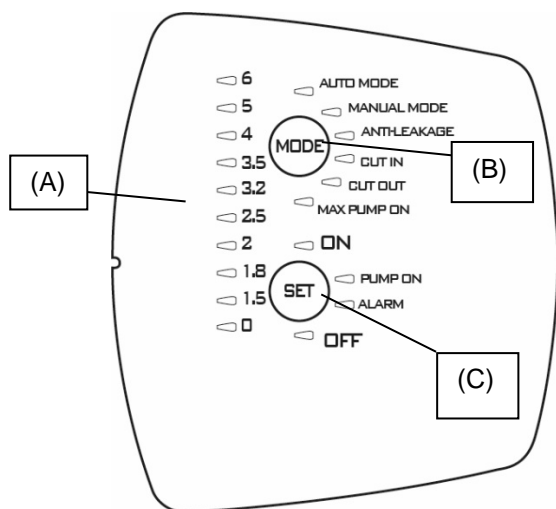 6
5
4
3.5
3.2
2.5
2
1.8
1.5
0
AUTO MODE
MANUAL MODE
ANTI-LEAKAGE
MODE
CUT IN
CUT OUT
MAX PUMP ON
ON
SET
PUMP ON
ALARM
OFF
(A)
(B)
(C)